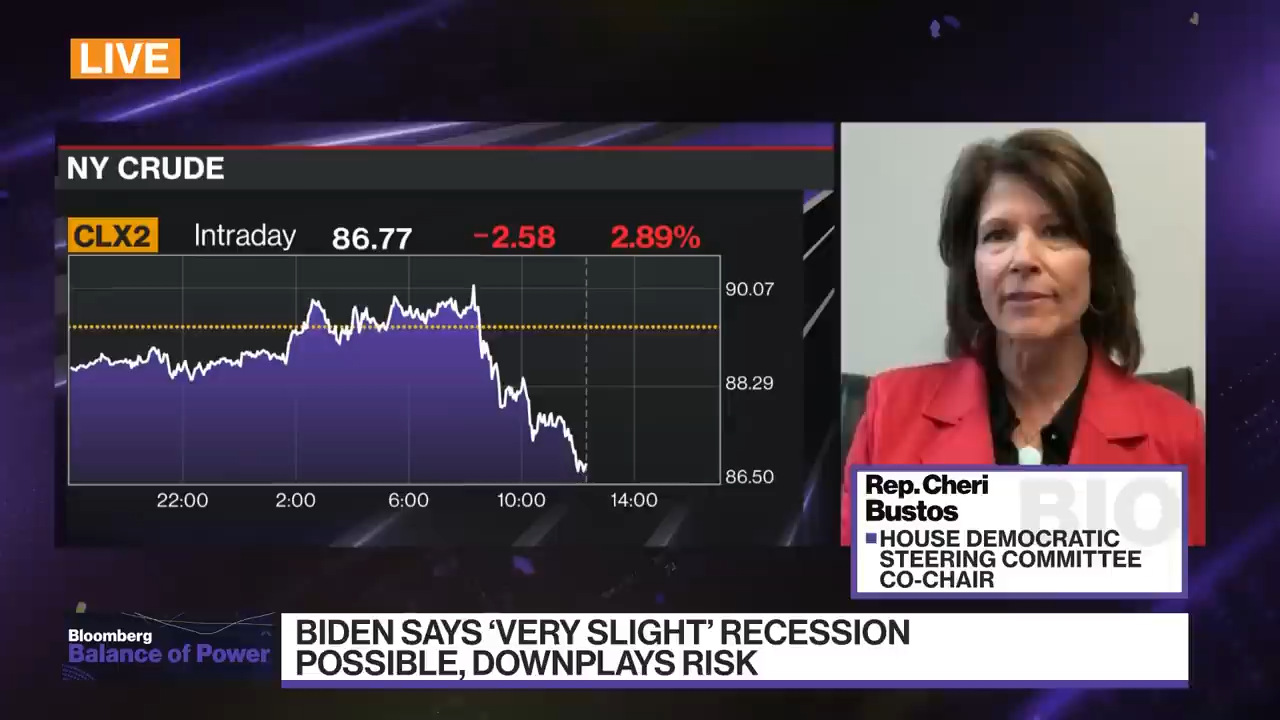 LIVE
NY CRUDE
CLX2 Intraday 86.77 -2.58 2.89%
90.07
88.29
86.50
22:00 2:00 6:00 10:00 14:00
BIO
Rep. Cheri
Bustos
HOUSE DEMOCRATIC
STEERING COMMITTEE
CO-CHAIR
Bloomberg
Balance of Power
BIDEN SAYS ‘VERY SLIGHT’ RECESSION
POSSIBLE, DOWNPLAYS RISK